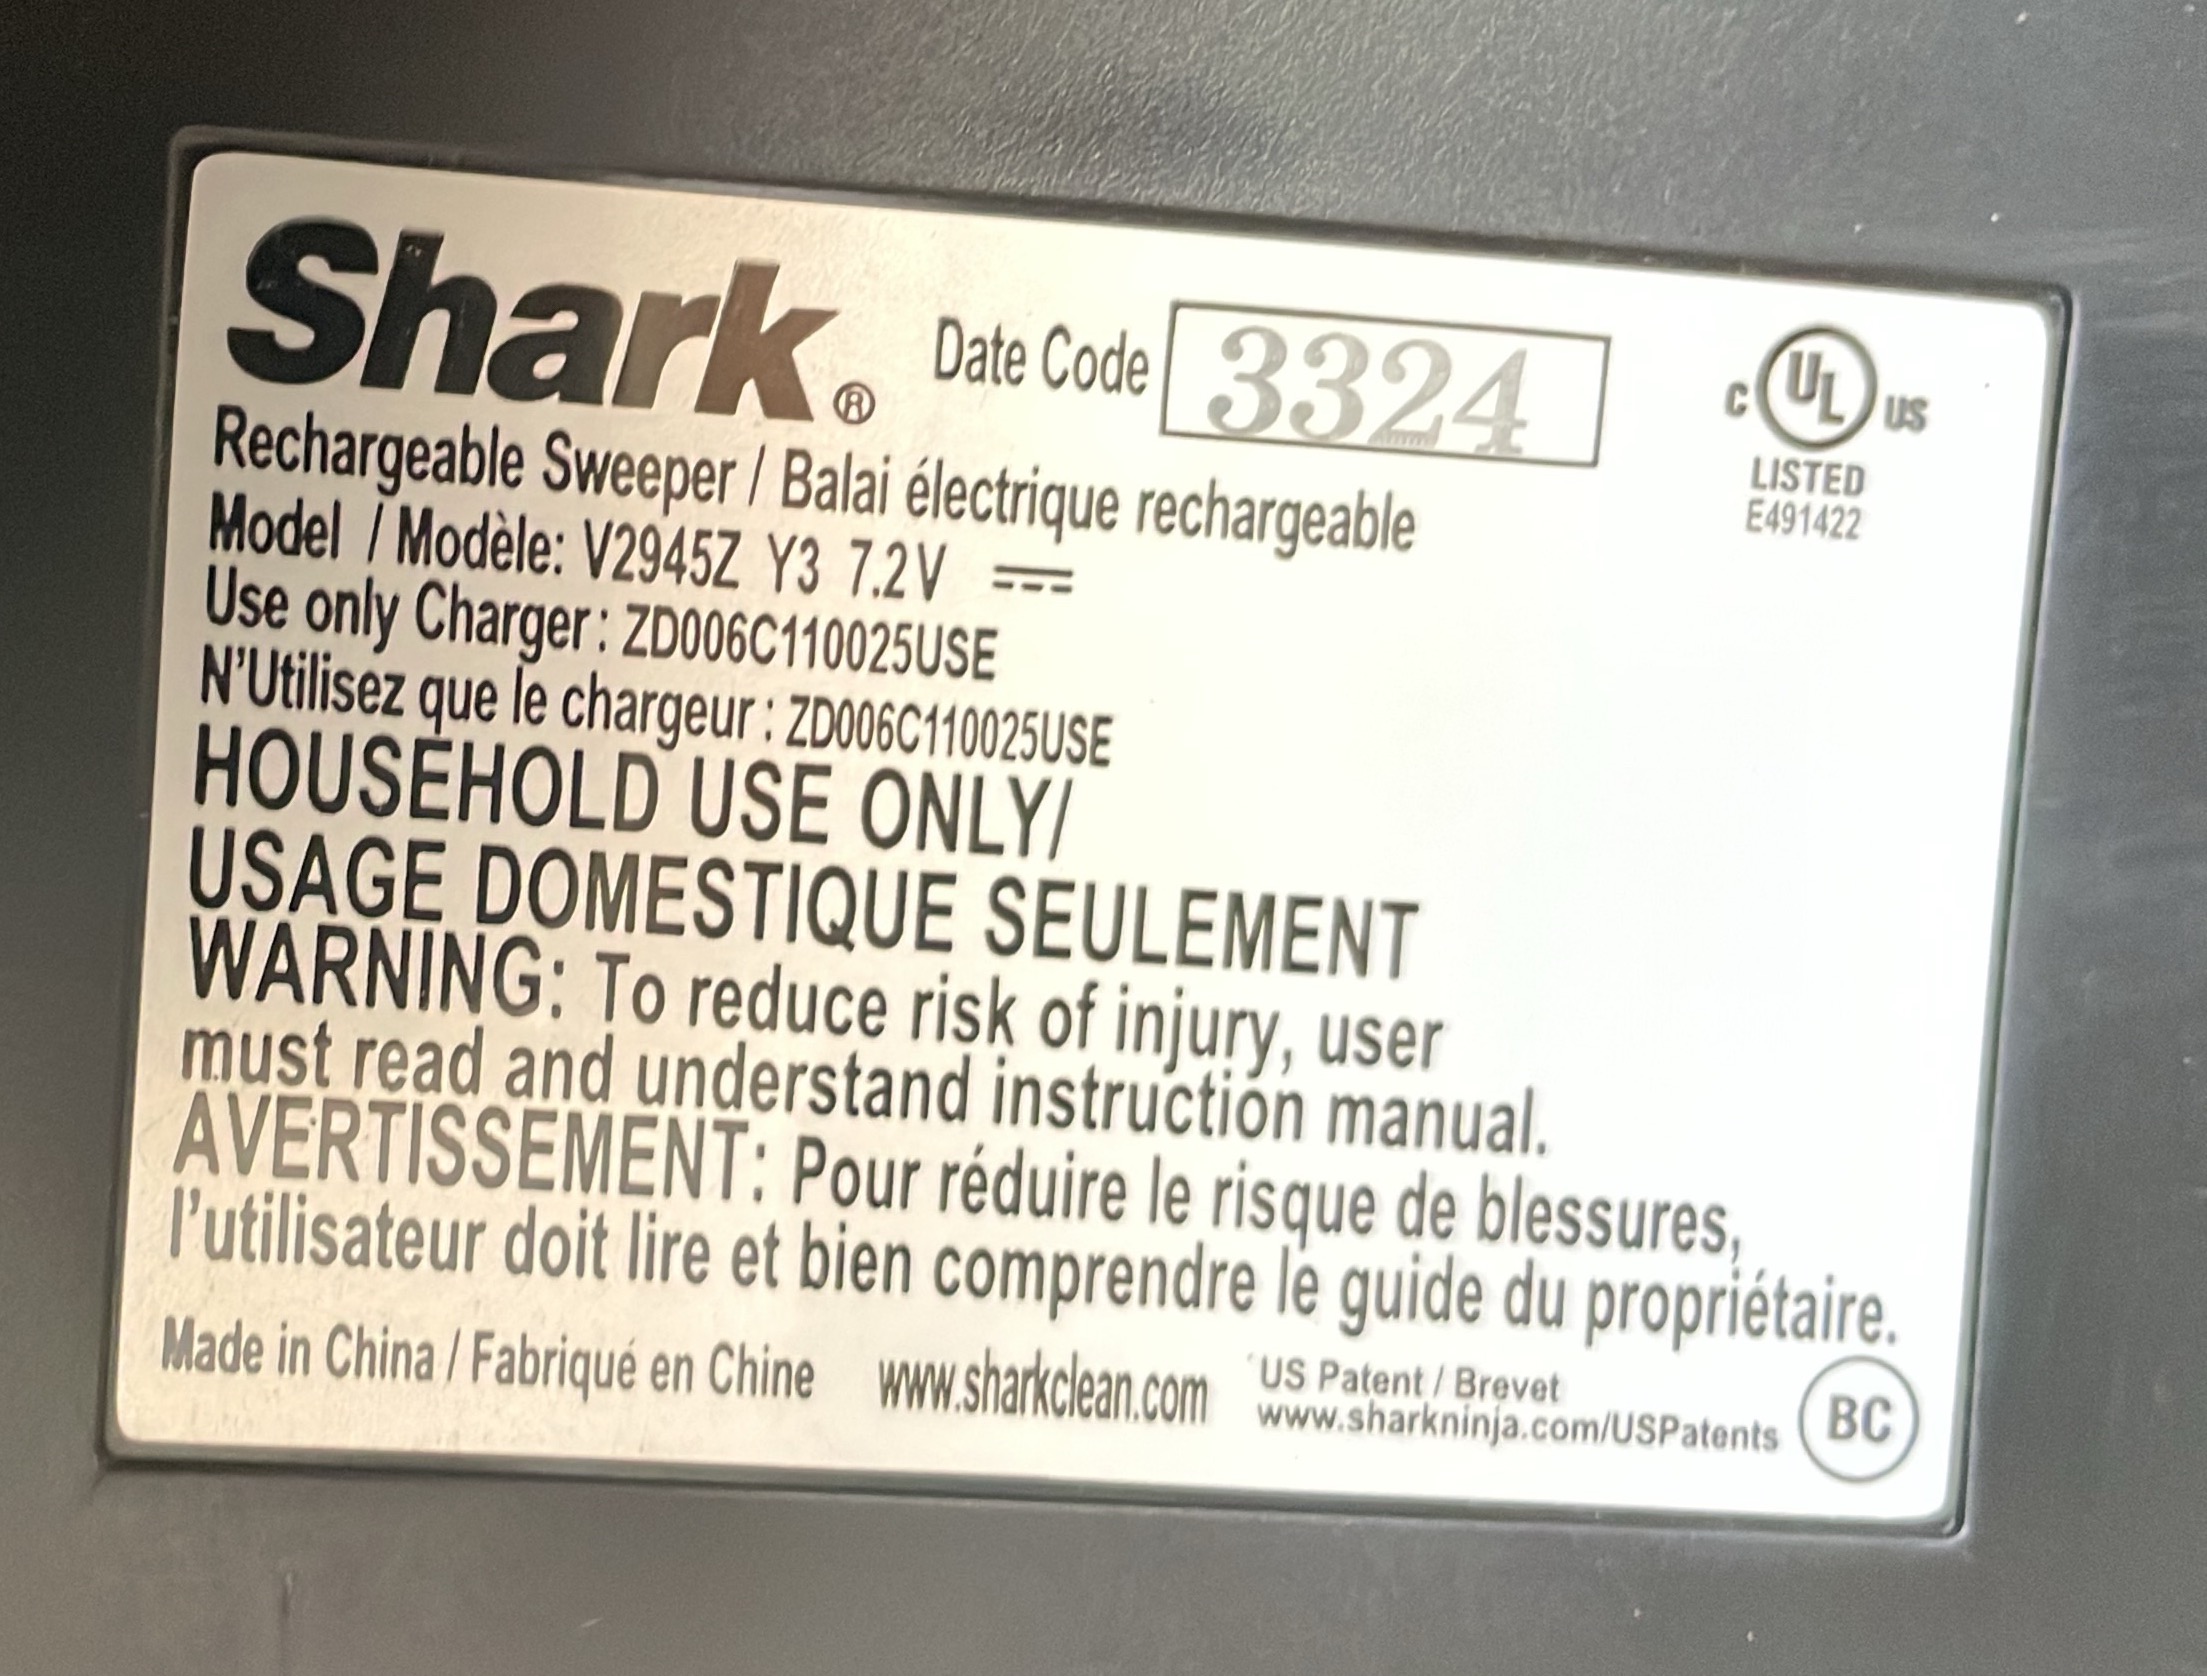 Shark® Date Code 3324
C UL US
LISTED
E491422
Rechargeable Sweeper / Balai électrique rechargeable
Model / Modèle: V2945Z Y3 7.2V ⎓
Use only Charger: ZD006C110025USE
N'Utilisez que le chargeur : ZD006C110025USE
HOUSEHOLD USE ONLY/
USAGE DOMESTIQUE SEULEMENT
WARNING: To reduce risk of injury, user
must read and understand instruction manual.
AVERTISSEMENT: Pour réduire le risque de blessures,
l'utilisateur doit lire et bien comprendre le guide du propriétaire.
Made in China / Fabriqué en Chine www.sharkclean.com
US Patent / Brevet
www.sharkninja.com/USPatents
BC